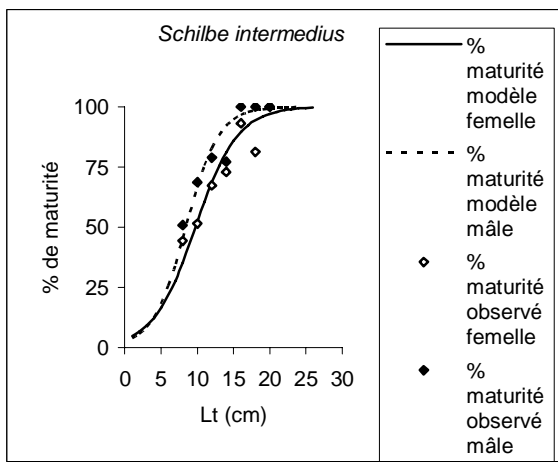 Schilbe intermedius
100
75
50
25
0
% de maturité
0 5 10 15 20 25 30
Lt (cm)
%
maturité
modèle
femelle
%
maturité
modèle
mâle
%
maturité
observé
femelle
%
maturité
observé
mâle